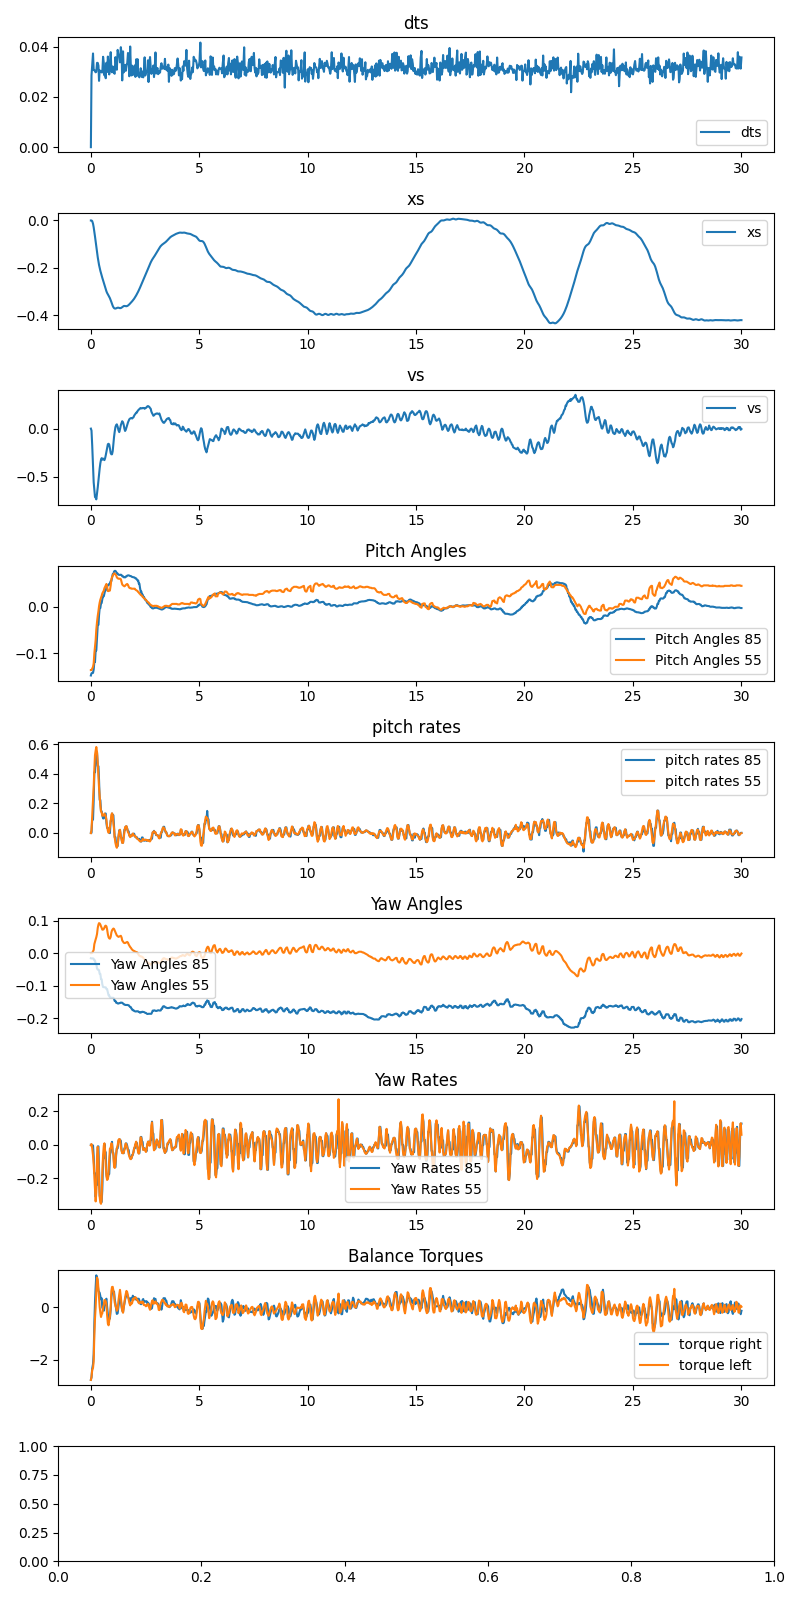 dts
0.04
0.02
0.00
dts
0 5 10 15 20 25 30
xs
0.0
−0.2
−0.4
xs
0 5 10 15 20 25 30
vs
0.0
−0.5
vs
0 5 10 15 20 25 30
Pitch Angles
0.0
−0.1
Pitch Angles 85
Pitch Angles 55
0 5 10 15 20 25 30
pitch rates
0.6
0.4
0.2
0.0
pitch rates 85
pitch rates 55
0 5 10 15 20 25 30
Yaw Angles
0.1
0.0
−0.1
−0.2
Yaw Angles 85
Yaw Angles 55
0 5 10 15 20 25 30
Yaw Rates
0.2
0.0
−0.2
Yaw Rates 85
Yaw Rates 55
0 5 10 15 20 25 30
Balance Torques
0
−2
torque right
torque left
0 5 10 15 20 25 30
1.00
0.75
0.50
0.25
0.00
0.0 0.2 0.4 0.6 0.8 1.0